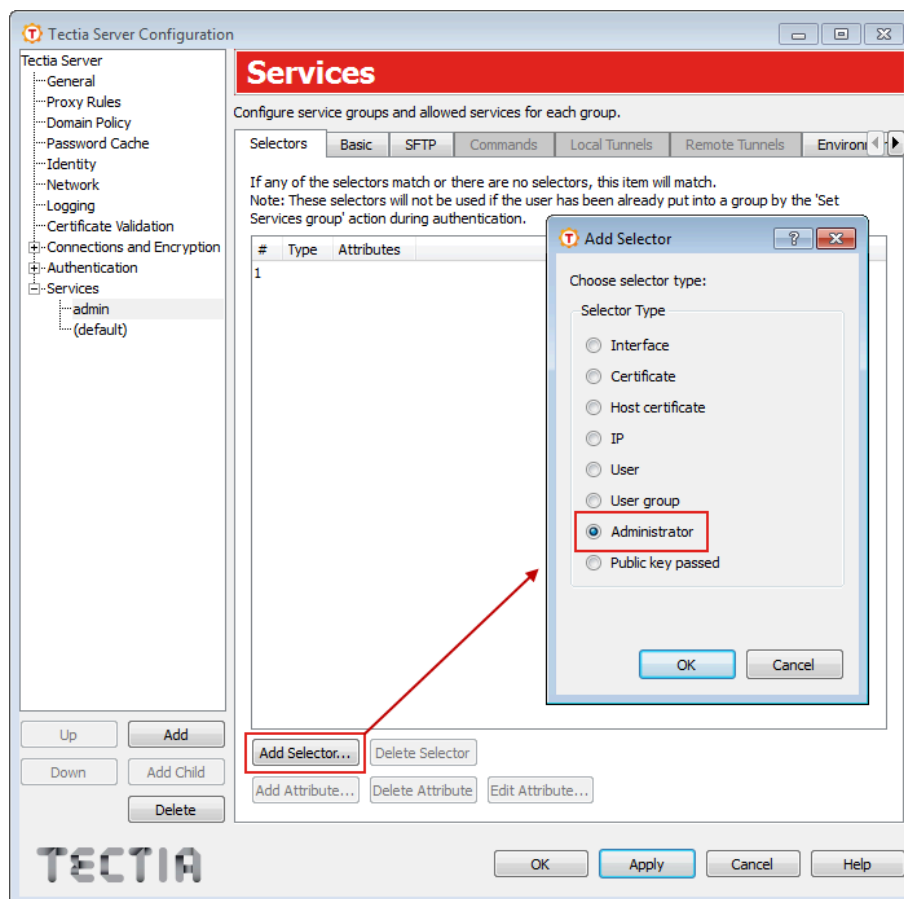 Tectia Server Configuration
Tectia Server
General
Proxy Rules
Domain Policy
Password Cache
Identity
Network
Logging
Certificate Validation
Connections and Encryption
Authentication
Services
admin
(default)
Up
Add
Down
Add Child
Delete
TECTIA
Services
Configure service groups and allowed services for each group.
Selectors Basic SFTP Commands Local Tunnels Remote Tunnels
If any of the selectors match or there are no selectors, this item will match.
Note: These selectors will not be used if the user has been already put into a group by the 'Set
Services group' action during authentication.
# Type Attributes
1
Add Selector
Choose selector type:
Selector Type
Interface
Certificate
Host certificate
IP
User
User group
Administrator
Public key passed
OK Cancel
Add Selector... Delete Selector
Add Attribute... Delete Attribute Edit Attribute...
OK Apply Cancel Help